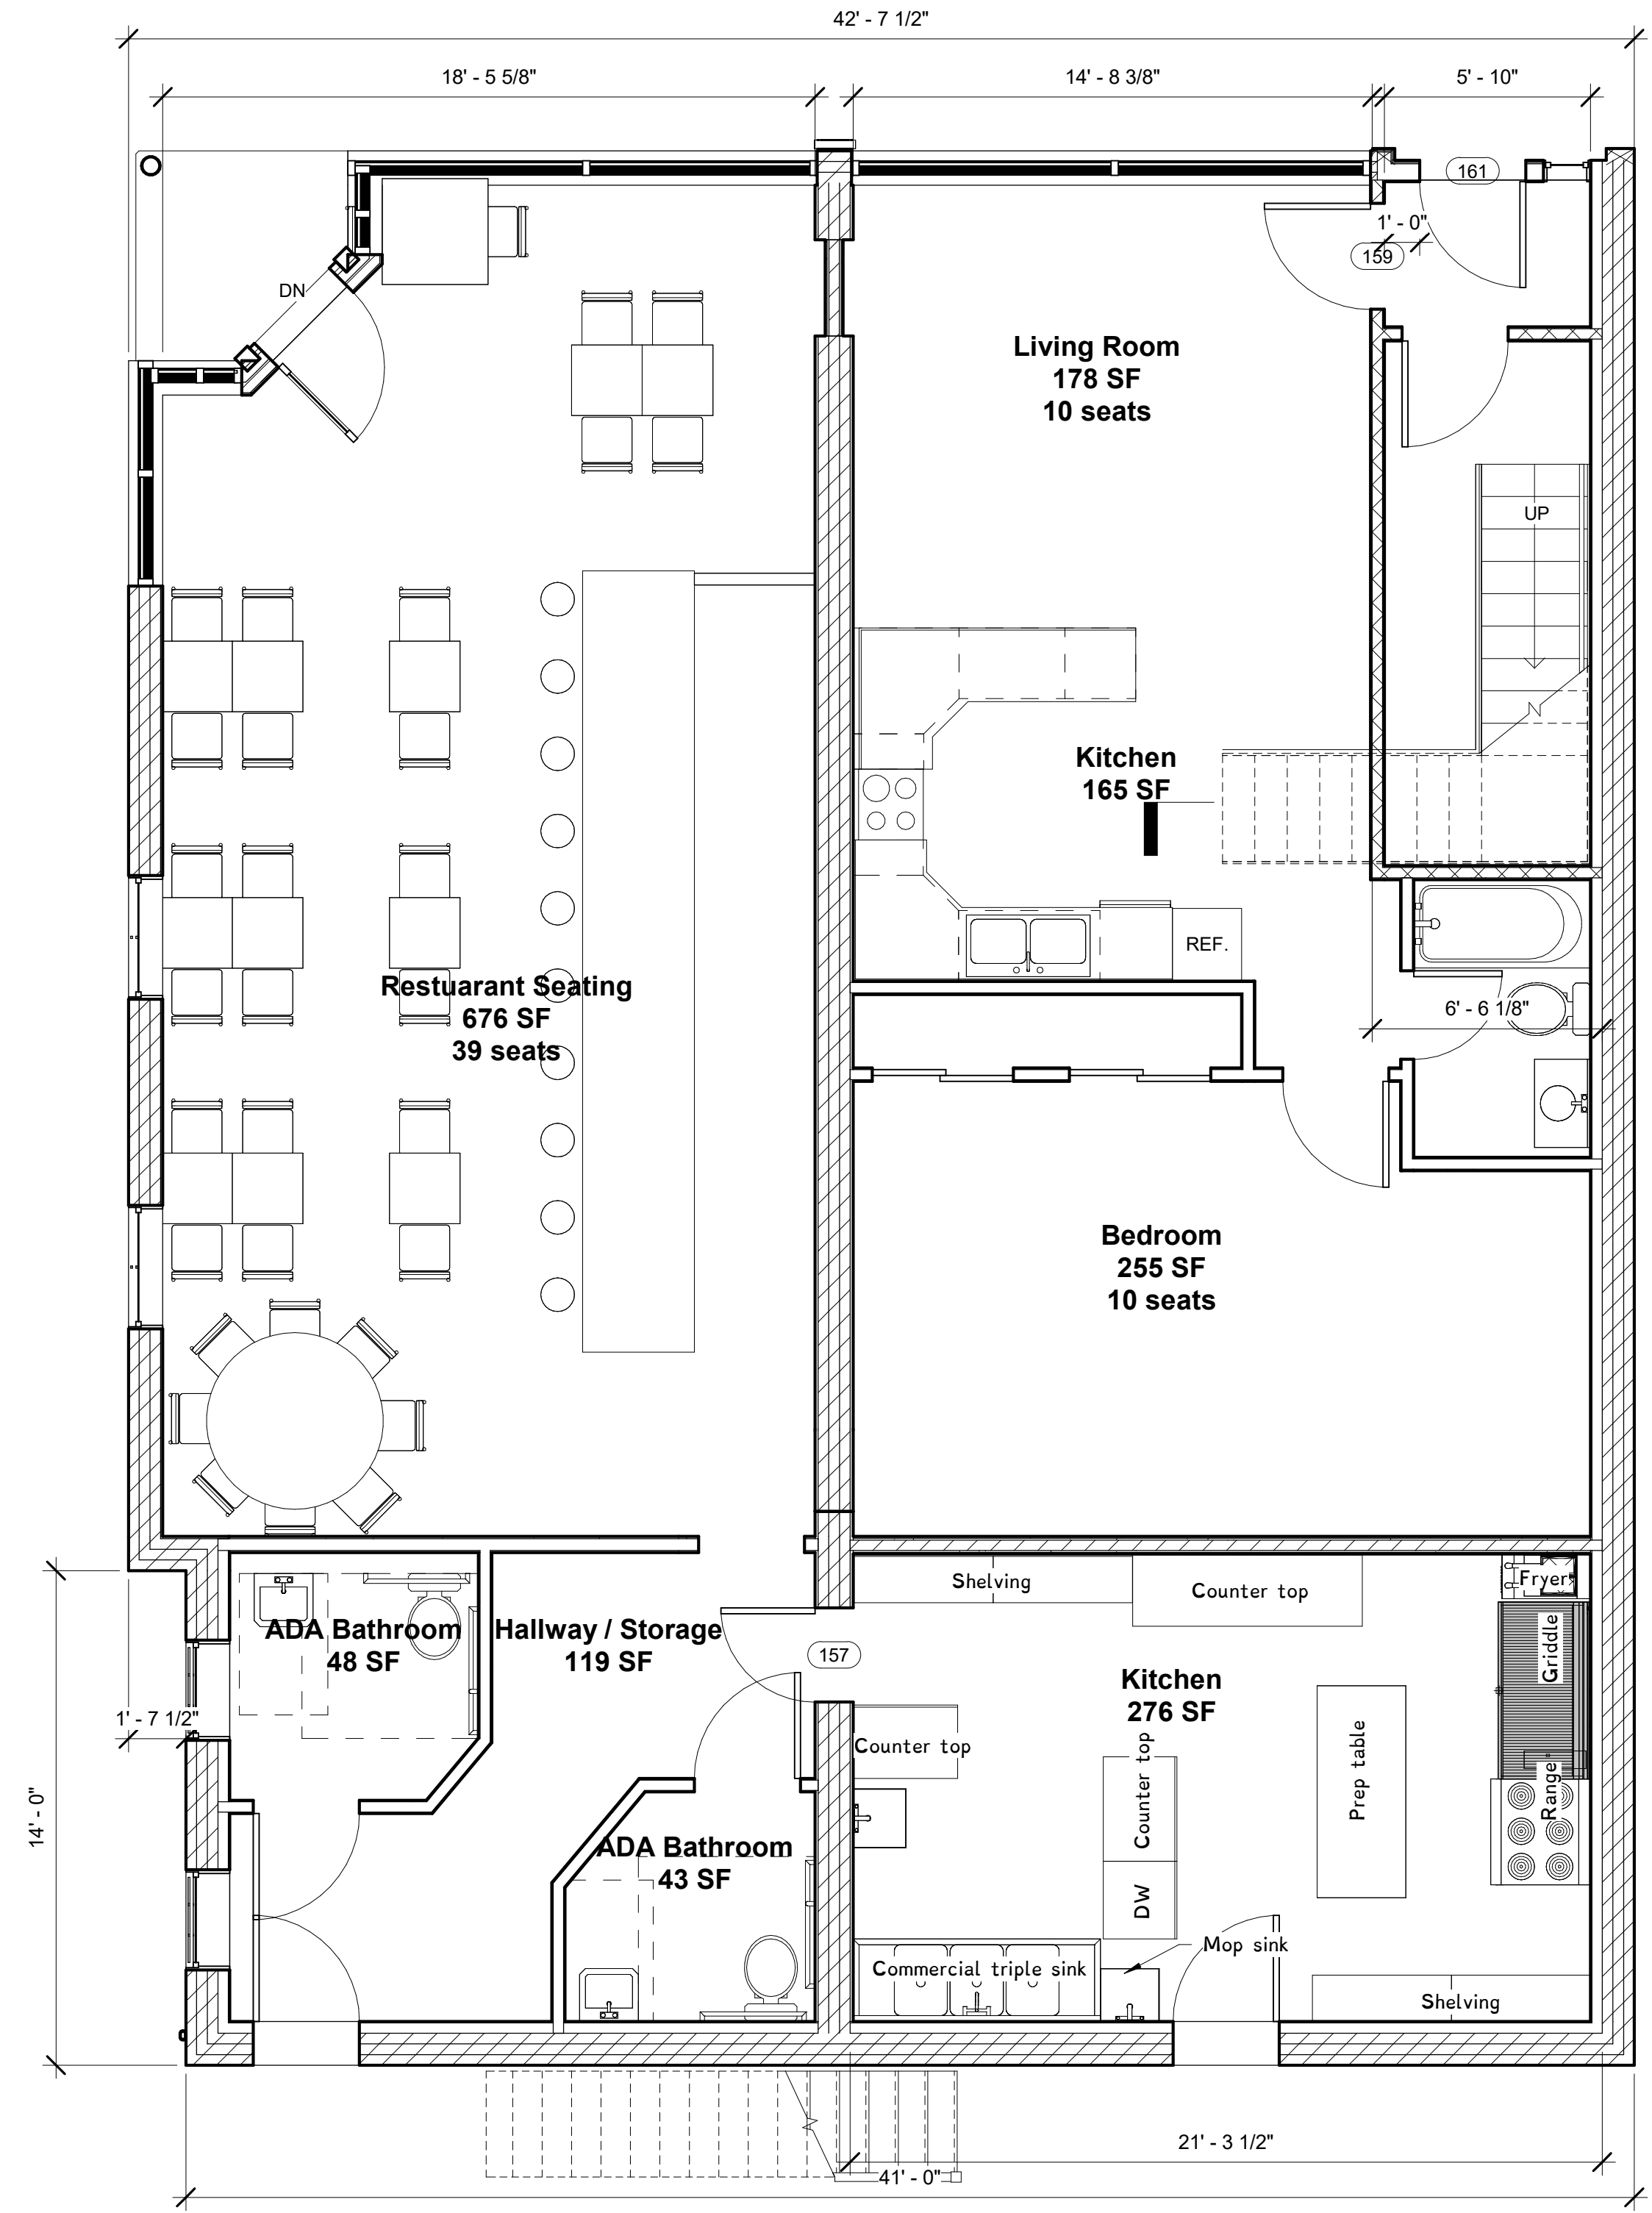 42' - 7 1/2"
18' - 5 5/8"
14' - 8 3/8"
5' - 10"
161
1' - 0"
159
DN
Living Room
178 SF
10 seats
UP
Kitchen
165 SF
REF.
Restuarant Seating
676 SF
39 seats
6' - 6 1/8"
Bedroom
255 SF
10 seats
Shelving
Counter top
Fryer
ADA Bathroom
48 SF
Hallway / Storage
119 SF
157
Griddle
Kitchen
276 SF
1' - 7 1/2"
Counter top
Counter top
Prep table
Range
14' - 0"
ADA Bathroom
43 SF
DW
Mop sink
Commercial triple sink
Shelving
21' - 3 1/2"
41' - 0"